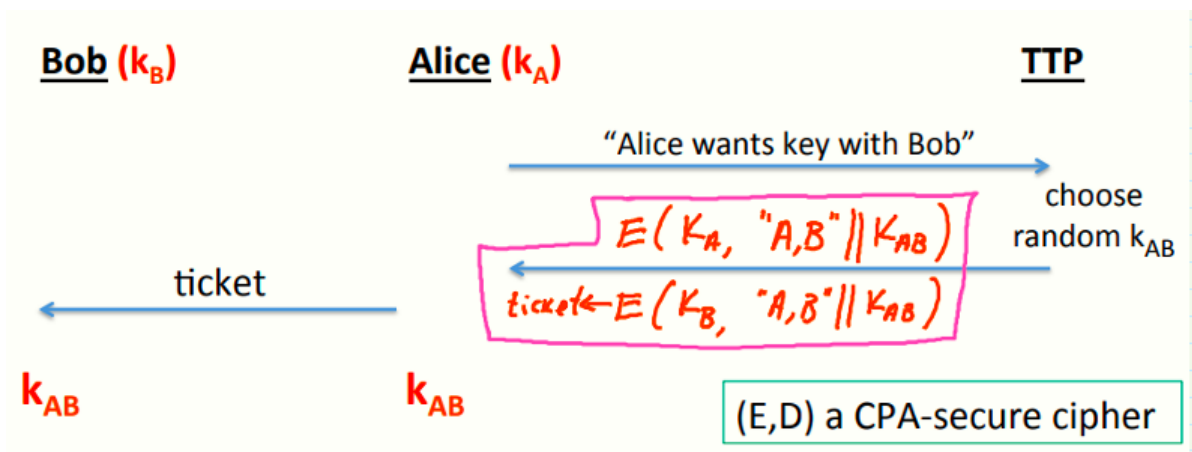 Bob (kB)
Alice (kA)
TTP
“Alice wants key with Bob”
choose
random kAB
E(KA, "A,B" || KAB)
ticket←E(KB, "A,B" || KAB)
ticket
kAB
kAB
(E,D) a CPA-secure cipher